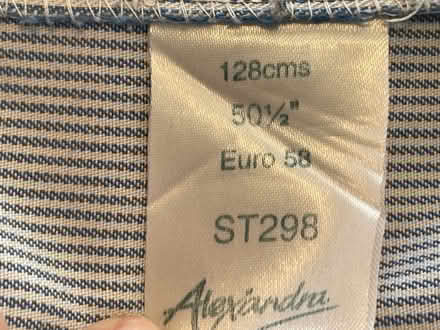 128cms
50½"
Euro 58
ST298
Alexandra